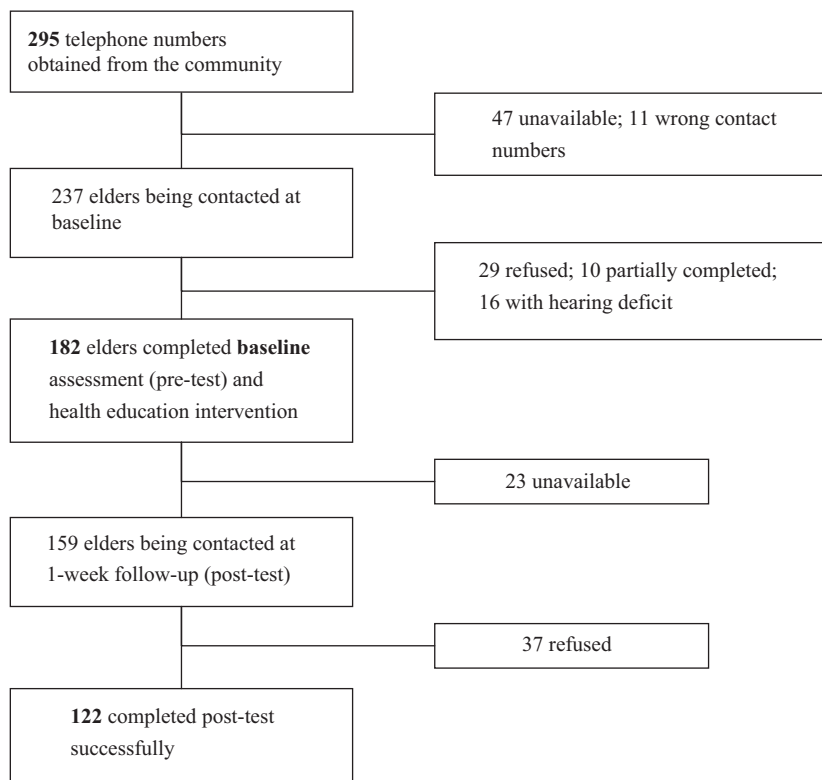 295 telephone numbers
obtained from the community
47 unavailable; 11 wrong contact
numbers
237 elders being contacted at
baseline
29 refused; 10 partially completed;
16 with hearing deficit
182 elders completed baseline
assessment (pre-test) and
health education intervention
23 unavailable
159 elders being contacted at
1-week follow-up (post-test)
37 refused
122 completed post-test
successfully